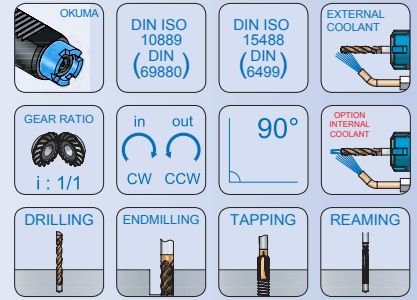 OKUMA
DIN ISO
10889
(DIN
69880)
DIN ISO
15488
(DIN
6499)
EXTERNAL
COOLANT
GEAR RATIO
i : 1/1
in out
CW CCW
90°
OPTION
INTERNAL
COOLANT
DRILLING
ENDMILLING
TAPPING
REAMING